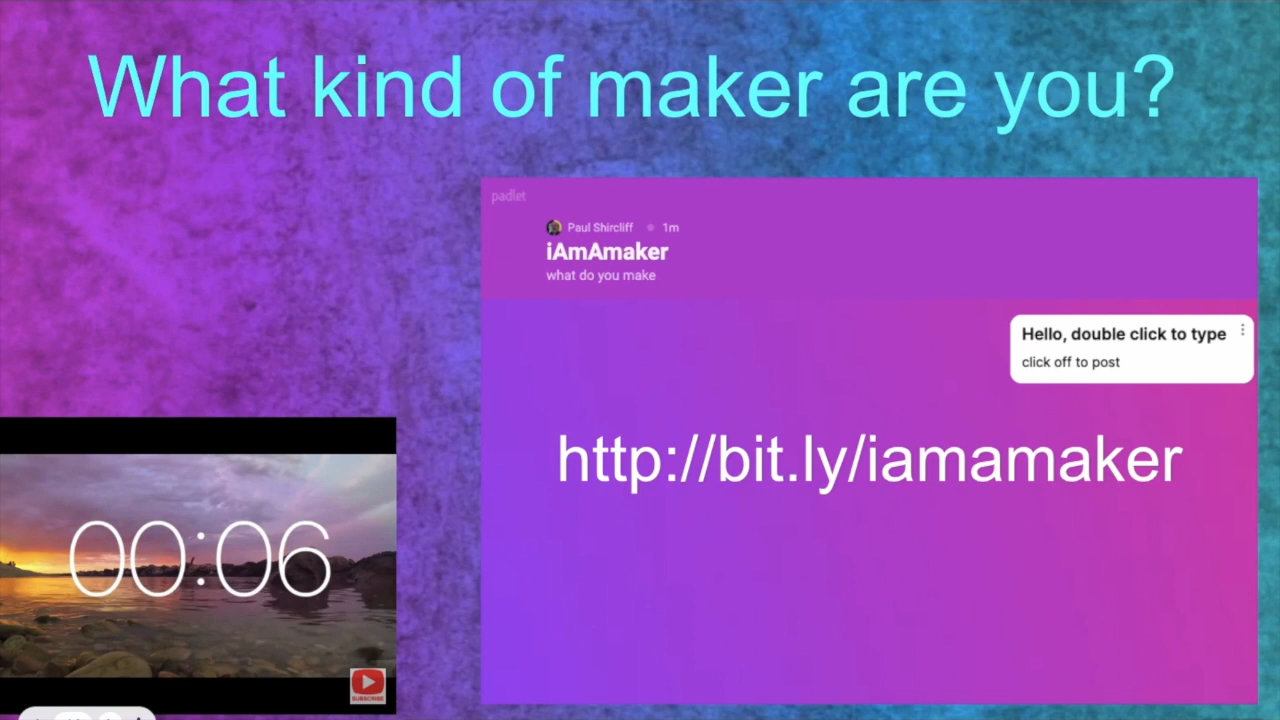 What kind of maker are you?
padlet
Paul Shircliff 1m
iAmAmaker
what do you make
Hello, double click to type
click off to post
http://bit.ly/iamamaker
00:06
SUBSCRIBE